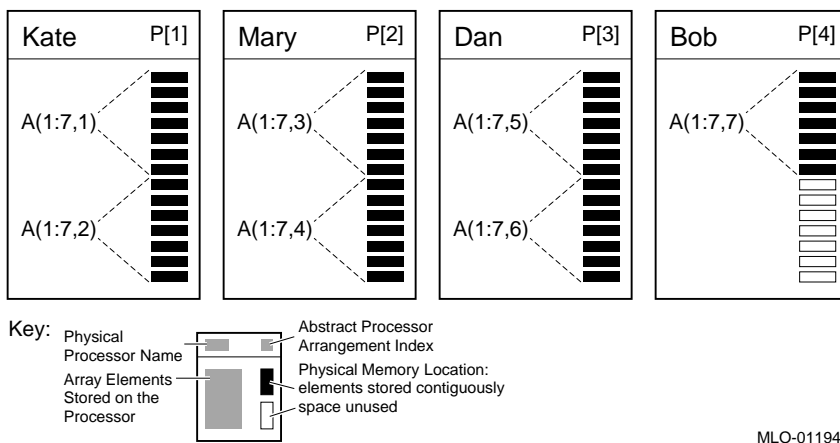 Kate P[1]
Mary P[2]
Dan P[3]
Bob P[4]
A(1:7,1)
A(1:7,3)
A(1:7,5)
A(1:7,7)
A(1:7,2)
A(1:7,4)
A(1:7,6)
Key:
Physical
Processor Name
Array Elements
Stored on the
Processor
Abstract Processor
Arrangement Index
Physical Memory Location:
elements stored contiguously
space unused
MLO-01194